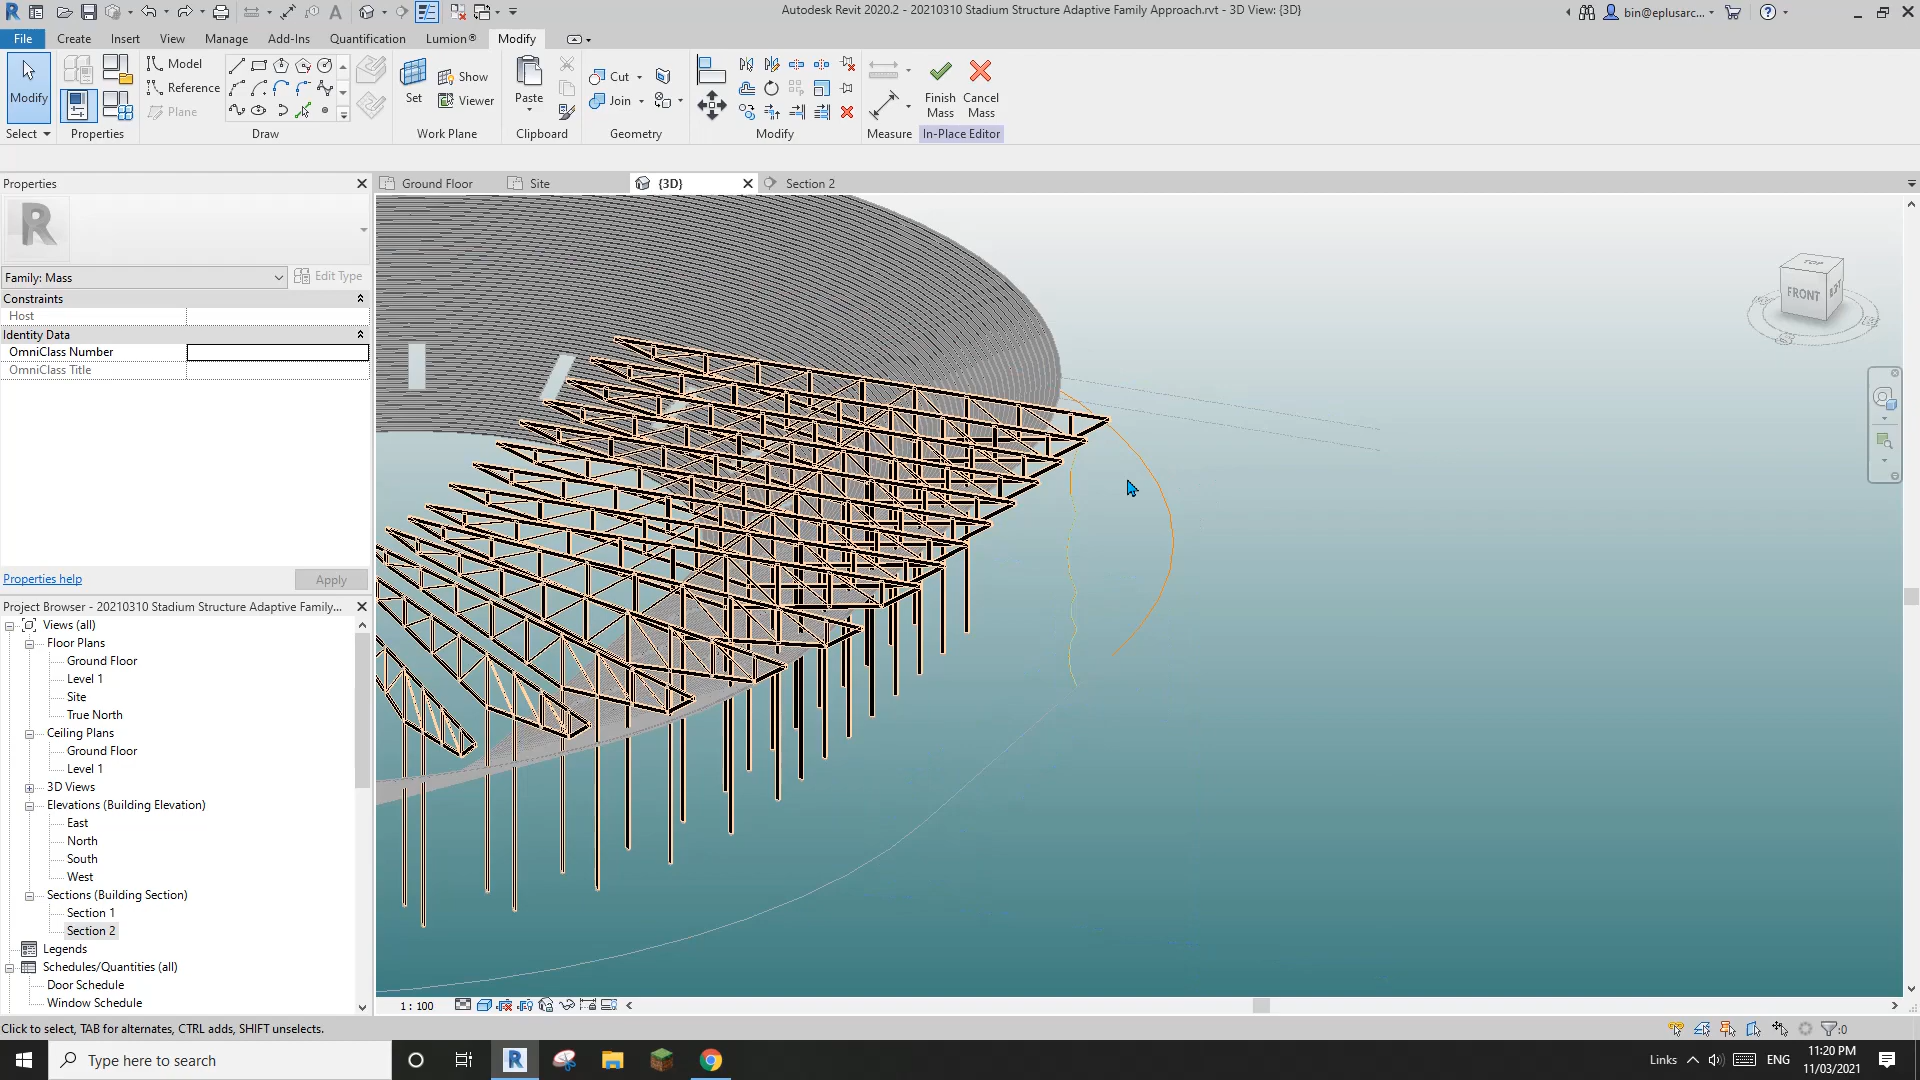 Autodesk Revit 2020.2 - 20210310 Stadium Structure Adaptive Family Approach.rvt - 3D View: {3D}
bin@eplusarc...
File Create Insert View Manage Add-Ins Quantification Lumion® Modify
Modify
Model
Reference
Plane
Set
Show
Viewer
Paste
Cut
Join
Finish Mass
Cancel Mass
Select Properties Draw Work Plane Clipboard Geometry Modify Measure In-Place Editor
Properties
Ground Floor Site {3D} Section 2
R
Family: Mass
Edit Type
Constraints
Host
Identity Data
OmniClass Number
OmniClass Title
Properties help
Apply
TOP
FRONT
Project Browser - 20210310 Stadium Structure Adaptive Family...
Views (all)
Floor Plans
Ground Floor
Level 1
Site
True North
Ceiling Plans
Ground Floor
Level 1
3D Views
Elevations (Building Elevation)
East
North
South
West
Sections (Building Section)
Section 1
Section 2
Legends
Schedules/Quantities (all)
Door Schedule
Window Schedule
1 : 100
Click to select, TAB for alternates, CTRL adds, SHIFT unselects.
:0
Type here to search
Links
ENG
11:20 PM
11/03/2021